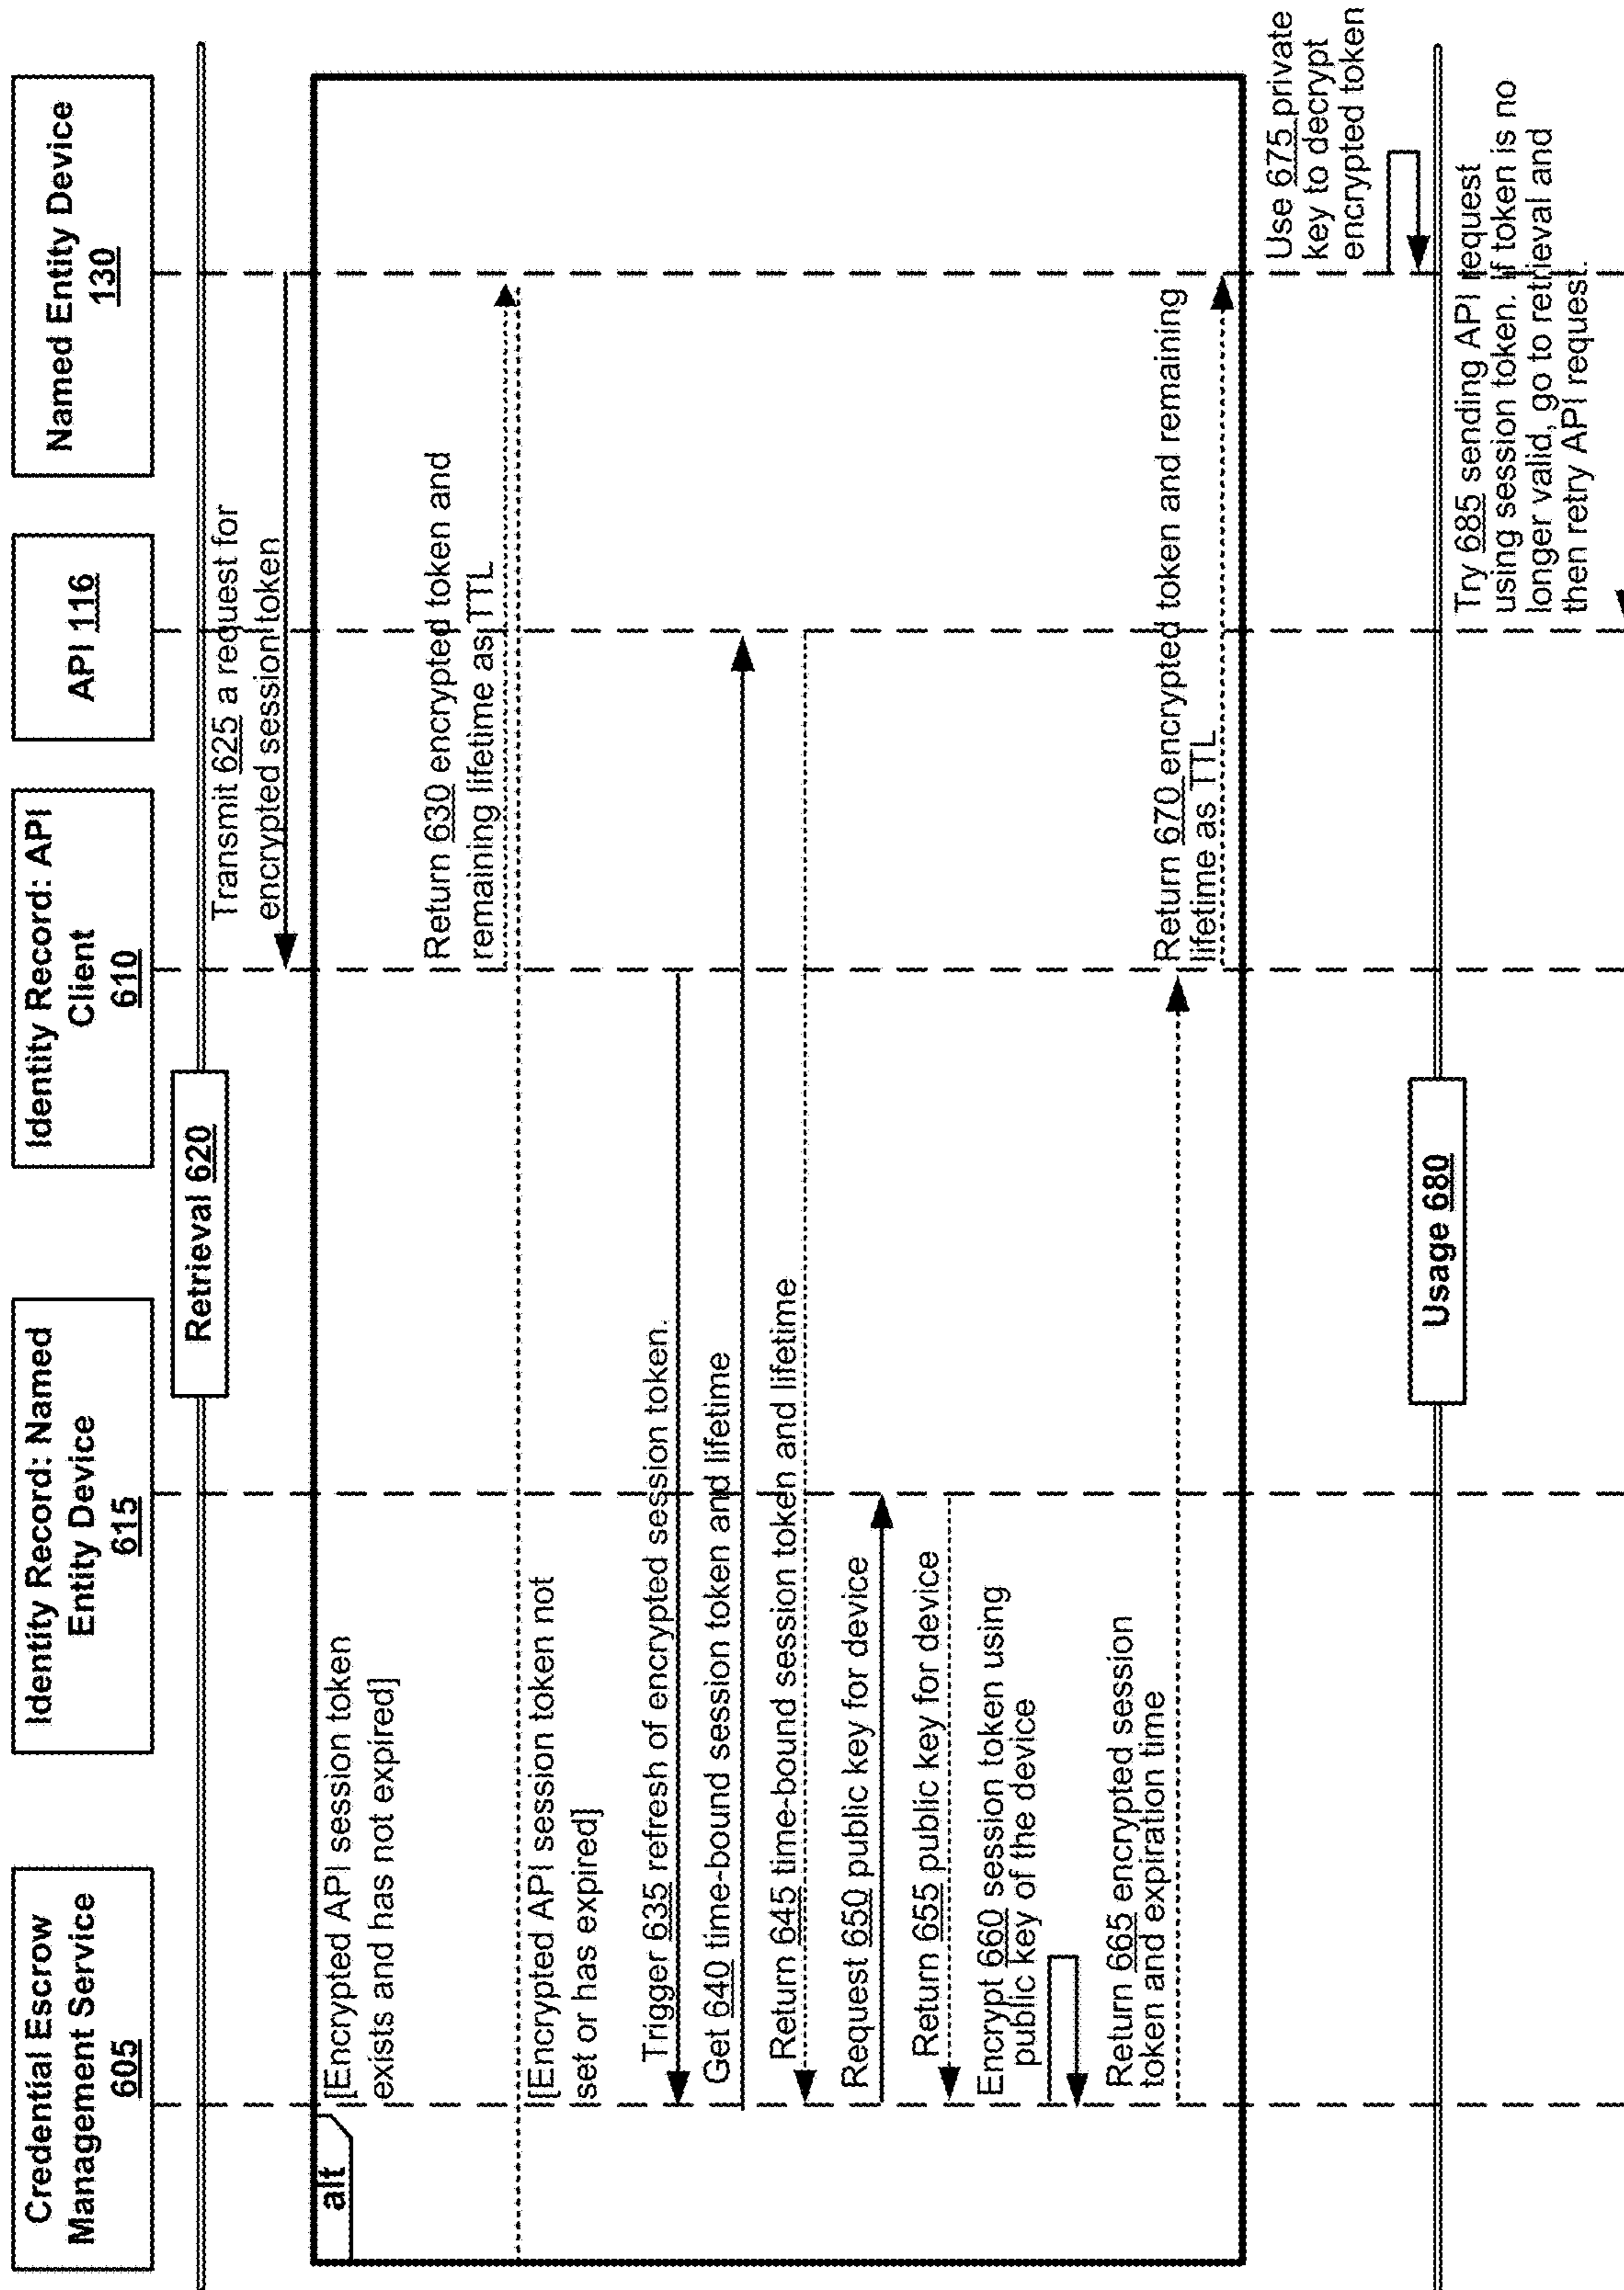 Credential Escrow
Management Service
605
Identity Record: Named
Entity Device
615
Identity Record: API
Client
610
API 116
Named Entity Device
130
Retrieval 620
Transmit 625 a request for
encrypted session token
alt
[Encrypted API session token
exists and has not expired]
Return 630 encrypted token and
remaining lifetime as TTL
[Encrypted API session token not
set or has expired]
Trigger 635 refresh of encrypted session token.
Get 640 time-bound session token and lifetime
Return 645 time-bound session token and lifetime
Request 650 public key for device
Return 655 public key for device
Encrypt 660 session token using
public key of the device
Return 665 encrypted session
token and expiration time
Return 670 encrypted token and remaining
lifetime as TTL
Use 675 private
key to decrypt
encrypted token
Usage 680
Try 685 sending API request
using session token. If token is no
longer valid, go to retrieval and
then retry API request.